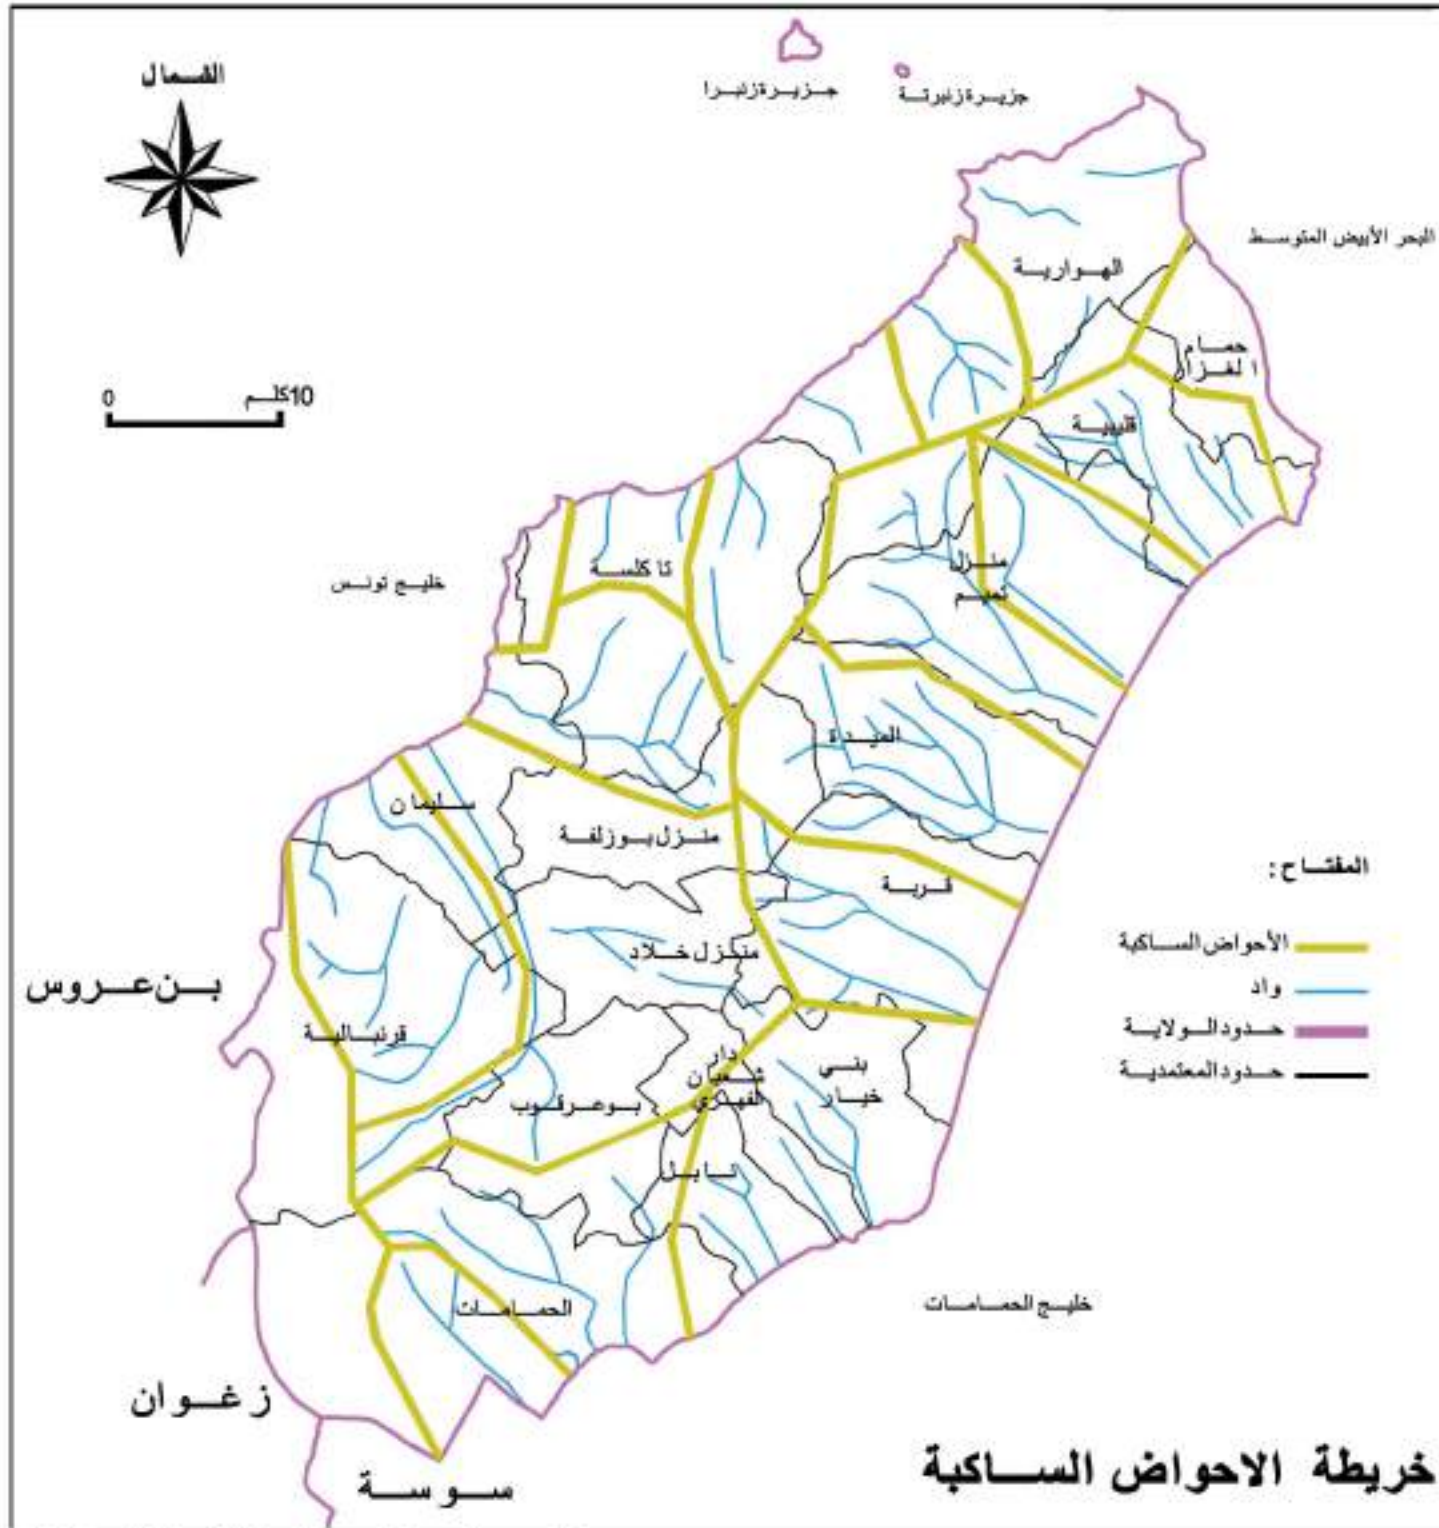 الشمال
جزيرة زمبرا
جزيرة زمبرتة
البحر الأبيض المتوسط
الهوارية
حمام
الغزاز
0
10كلم
قليبية
تاكلسة
منزل
تميم
خليج تونس
الميدة
سليمان
منزل بوزلفة
قربة
المفتاح:
الأحواض الساكبة
واد
حدود الولاية
حدود المعتمدية
منزل خلاد
بن عروس
قرنبالية
دار
شعبان
الفهري
بني
خيار
بوعرقوب
نابل
الحمامات
خليج الحمامات
زغوان
سوسة
خريطة الاحواض الساكبة